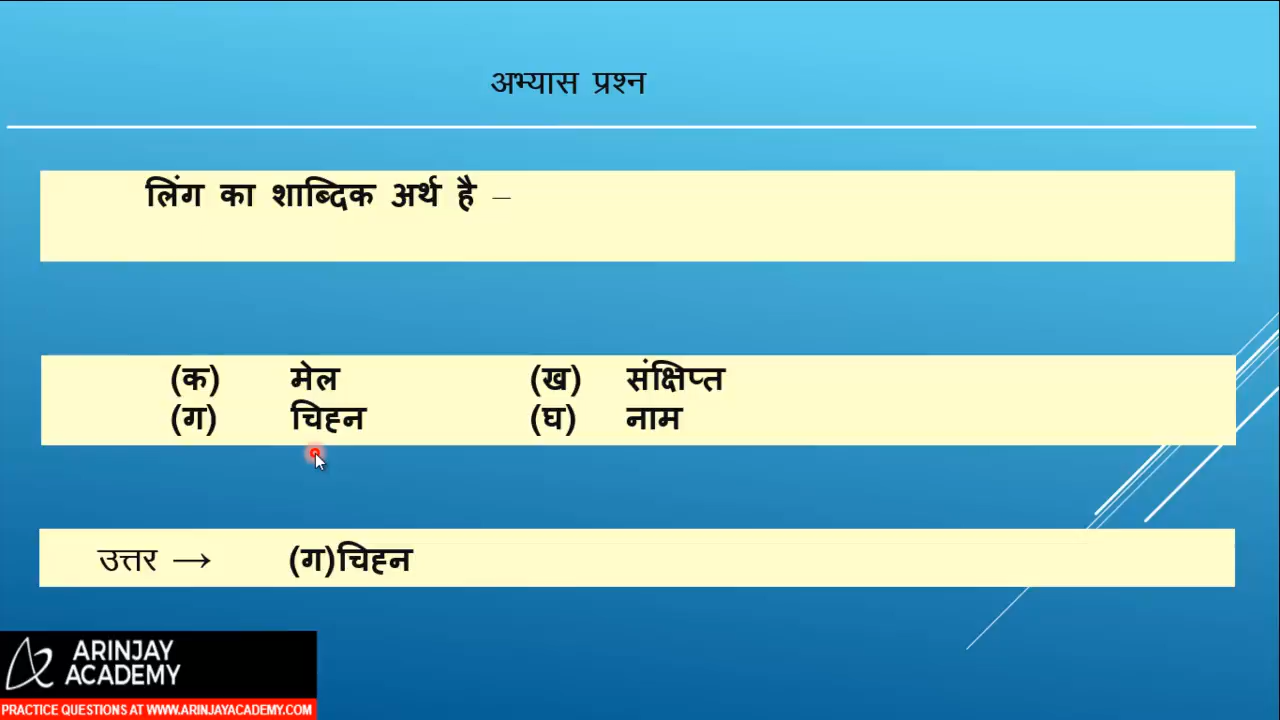 अभ्यास प्रश्न
लिंग का शाब्दिक अर्थ है –
(क) मेल (ख) संक्षिप्त
(ग) चिह्न (घ) नाम
उत्तर → (ग)चिह्न
ARINJAY
ACADEMY
PRACTICE QUESTIONS AT WWW.ARINJAYACADEMY.COM